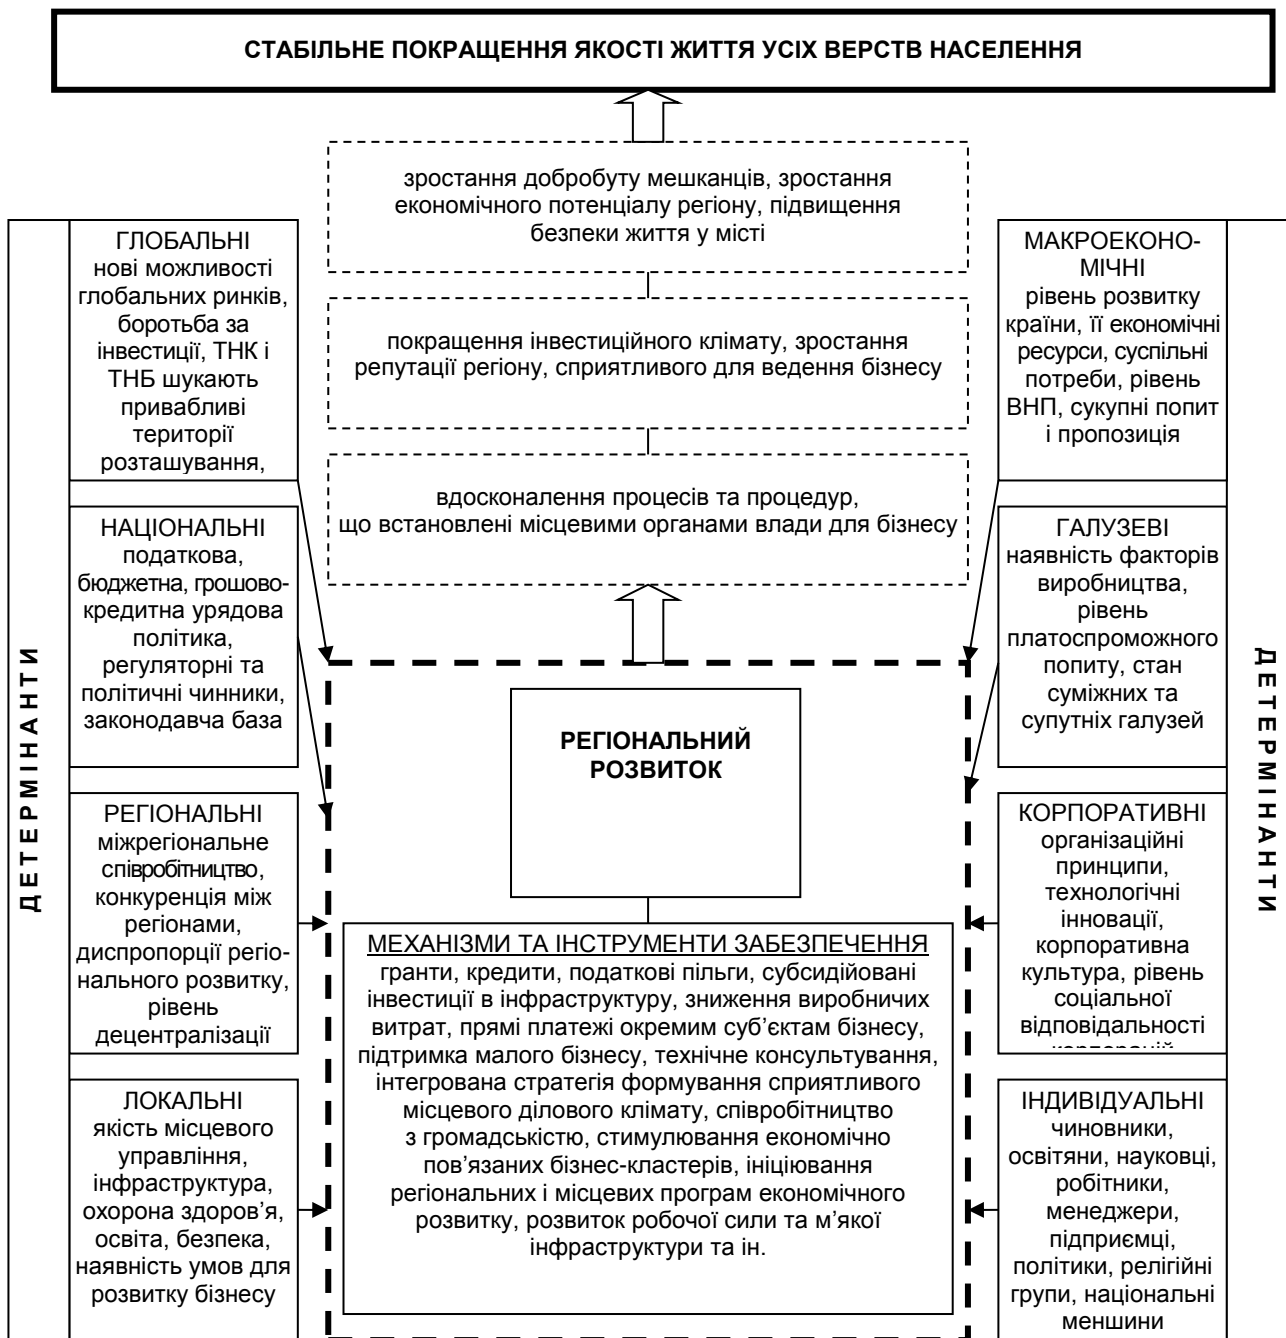 СТАБІЛЬНЕ ПОКРАЩЕННЯ ЯКОСТІ ЖИТТЯ УСІХ ВЕРСТВ НАСЕЛЕННЯ
зростання добробуту мешканців, зростання
економічного потенціалу регіону, підвищення
безпеки життя у місті
покращення інвестиційного клімату, зростання
репутації регіону, сприятливого для ведення бізнесу
вдосконалення процесів та процедур,
що встановлені місцевими органами влади для бізнесу
ДЕТЕРМІНАНТИ
ГЛОБАЛЬНІ
нові можливості
глобальних ринків,
боротьба за
інвестиції, ТНК і
ТНБ шукають
привабливі
території
розташування,
НАЦІОНАЛЬНІ
податкова,
бюджетна, грошово-
кредитна урядова
політика,
регуляторні та
політичні чинники,
законодавча база
РЕГІОНАЛЬНІ
міжрегіональне
співробітництво,
конкуренція між
регіонами,
диспропорції регіо-
нального розвитку,
рівень
децентралізації
ЛОКАЛЬНІ
якість місцевого
управління,
інфраструктура,
охорона здоров’я,
освіта, безпека,
наявність умов для
розвитку бізнесу
РЕГІОНАЛЬНИЙ
РОЗВИТОК
МЕХАНІЗМИ ТА ІНСТРУМЕНТИ ЗАБЕЗПЕЧЕННЯ
гранти, кредити, податкові пільги, субсидійовані
інвестиції в інфраструктуру, зниження виробничих
витрат, прямі платежі окремим суб’єктам бізнесу,
підтримка малого бізнесу, технічне консультування,
інтегрована стратегія формування сприятливого
місцевого ділового клімату, співробітництво
з громадськістю, стимулювання економічно
пов’язаних бізнес-кластерів, ініціювання
регіональних і місцевих програм економічного
розвитку, розвиток робочої сили та м’якої
інфраструктури та ін.
МАКРОЕКОНО-
МІЧНІ
рівень розвитку
країни, її економічні
ресурси, суспільні
потреби, рівень
ВНП, сукупні попит
і пропозиція
ГАЛУЗЕВІ
наявність факторів
виробництва,
рівень
платоспроможного
попиту, стан
суміжних та
супутніх галузей
КОРПОРАТИВНІ
організаційні
принципи,
технологічні
інновації,
корпоративна
культура, рівень
соціальної
відповідальності
ІНДИВІДУАЛЬНІ
чиновники,
освітяни, науковці,
робітники,
менеджери,
підприємці,
політики, релігійні
групи, національні
меншини
ДЕТЕРМІНАНТИ